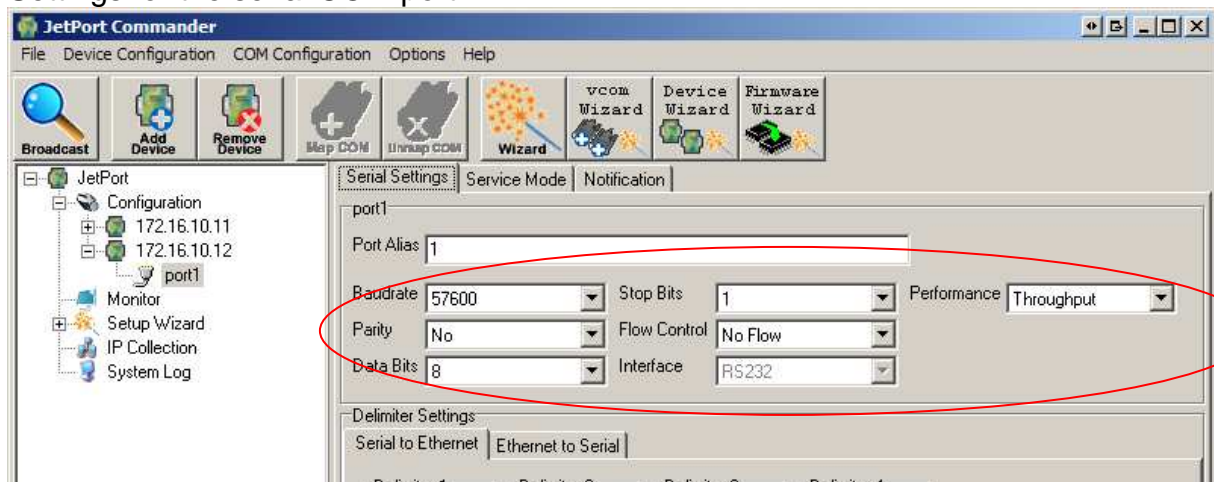 JetPort Commander
File Device Configuration COM Configuration Options Help
Broadcast
Add Device
Remove Device
Map COM
Unmap COM
Wizard
vcom Wizard
Device Wizard
Firmware Wizard
JetPort
Configuration
172.16.10.11
172.16.10.12
port1
Monitor
Setup Wizard
IP Collection
System Log
Serial Settings Service Mode Notification
port1
Port Alias 1
Baudrate 57600 Stop Bits 1 Performance Throughput
Parity No Flow Control No Flow
Data Bits 8 Interface RS232
Delimiter Settings
Serial to Ethernet Ethernet to Serial